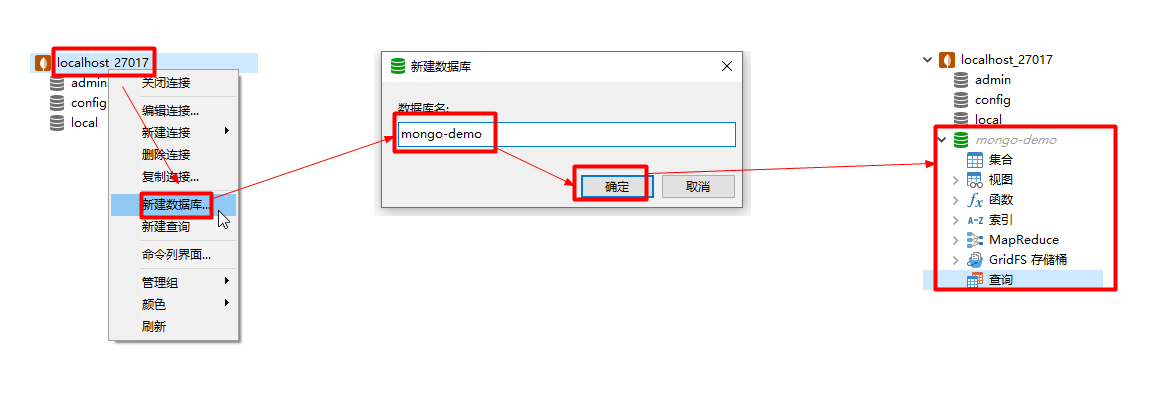 localhost_27017
admin
config
local
关闭连接
编辑连接...
新建连接
删除连接
复制连接...
新建数据库...
新建查询
命令列界面...
管理组
颜色
刷新
新建数据库
数据库名:
mongo-demo
确定
取消
localhost_27017
admin
config
local
mongo-demo
集合
视图
fx 函数
A-Z 索引
MapReduce
GridFS 存储桶
查询